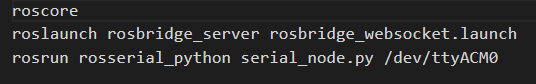 roscore
roslaunch rosbridge_server rosbridge_websocket.launch
rosrun rosserial_python serial_node.py /dev/ttyACM0